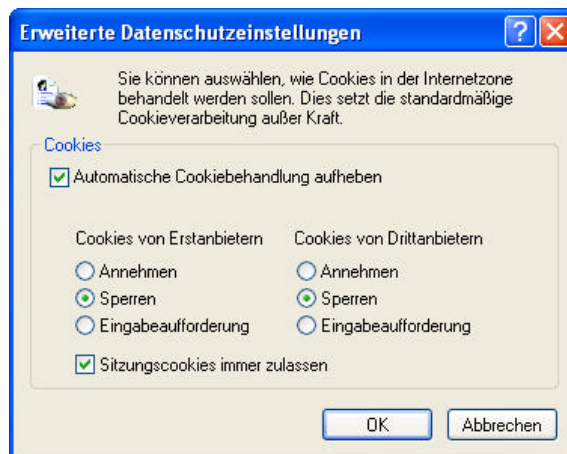 Erweiterte Datenschutzeinstellungen
Sie können auswählen, wie Cookies in der Internetzone
behandelt werden sollen. Dies setzt die standardmäßige
Cookieverarbeitung außer Kraft.
Cookies
Automatische Cookiebehandlung aufheben
Cookies von Erstanbietern
Cookies von Drittanbietern
Annehmen
Annehmen
Sperren
Sperren
Eingabeaufforderung
Eingabeaufforderung
Sitzungscookies immer zulassen
OK
Abbrechen